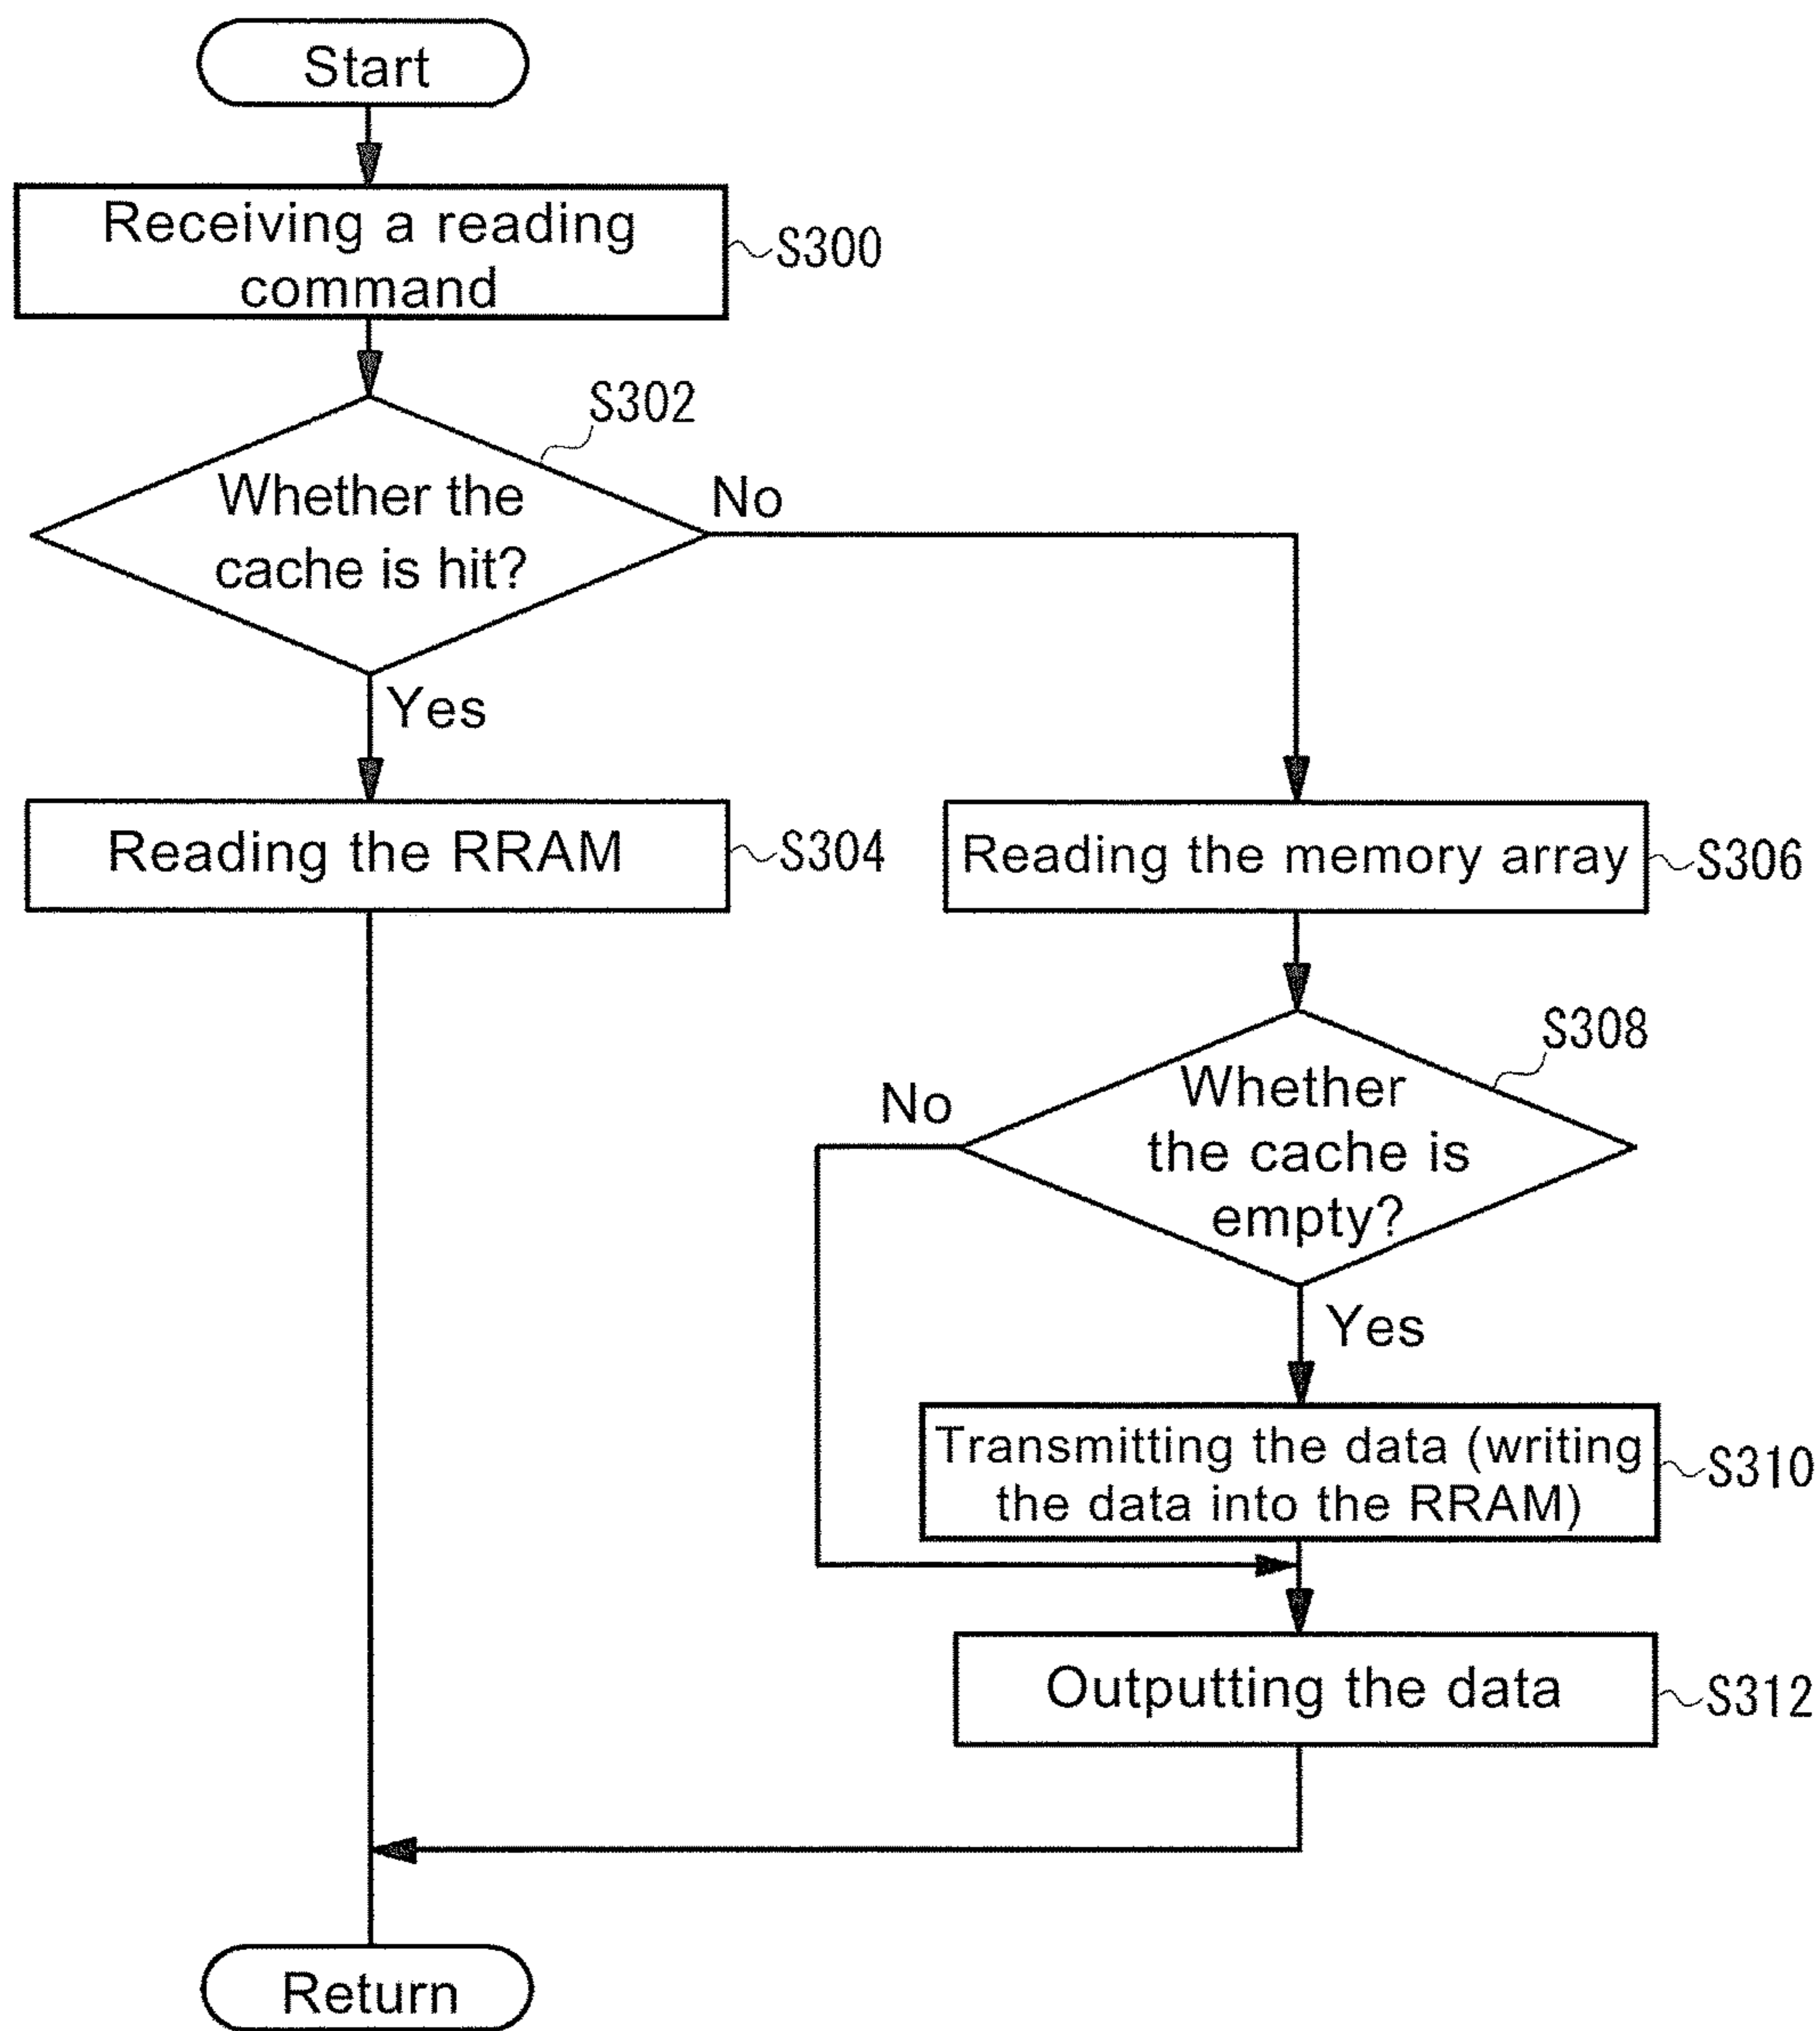 Start
Receiving a reading
command
S300
S302
Whether the
cache is hit?
No
Yes
Reading the RRAM
S304
Reading the memory array
S306
S308
Whether
the cache is
empty?
No
Yes
Transmitting the data (writing
the data into the RRAM)
S310
Outputting the data
S312
Return